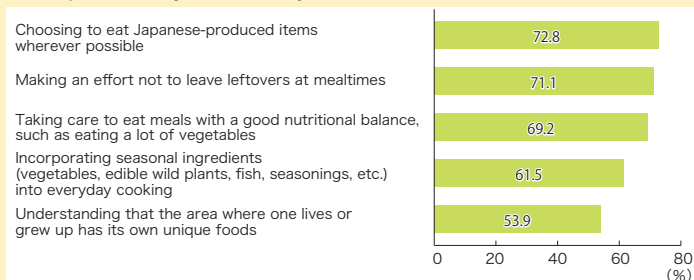 Choosing to eat Japanese-produced items
wherever possible
72.8
Making an effort not to leave leftovers at mealtimes
71.1
Taking care to eat meals with a good nutritional balance,
such as eating a lot of vegetables
69.2
Incorporating seasonal ingredients
(vegetables, edible wild plants, fish, seasonings, etc.)
into everyday cooking
61.5
Understanding that the area where one lives or
grew up has its own unique foods
53.9
0 20 40 60 80
(%)